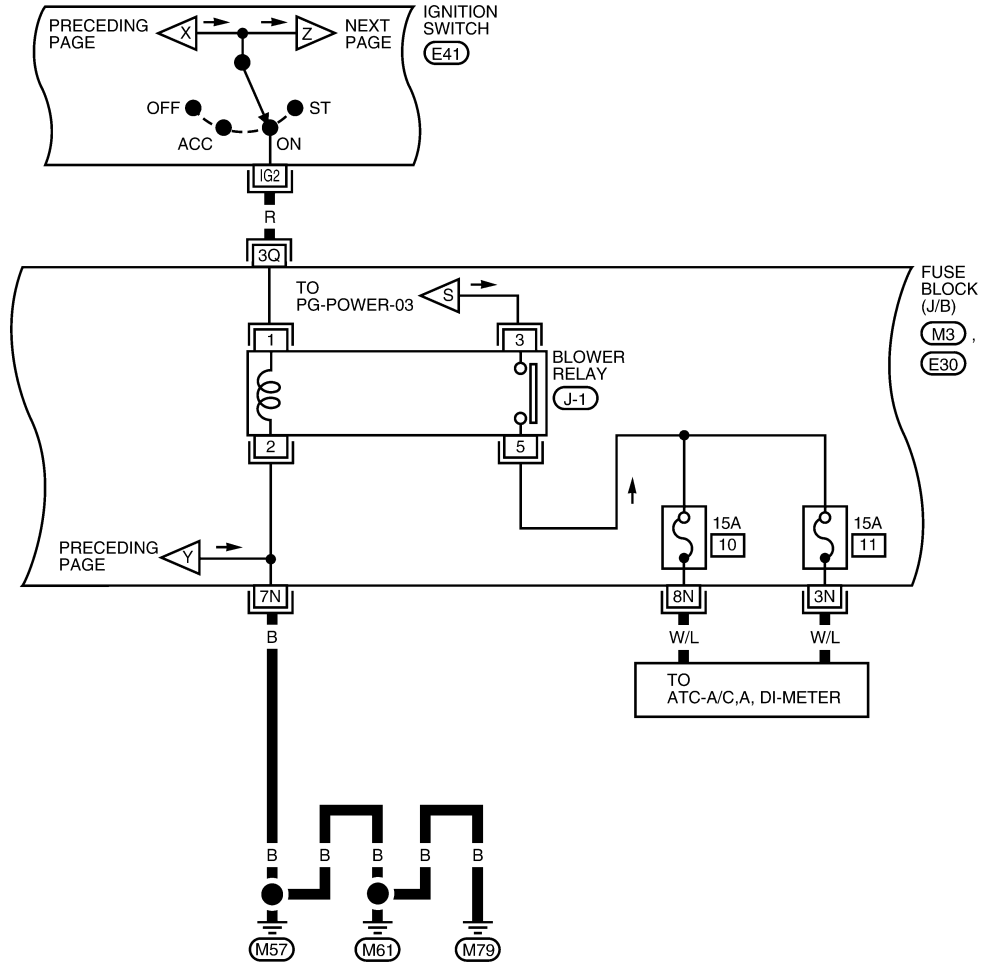 PRECEDING
PAGE
X
Z
NEXT
PAGE
IGNITION
SWITCH
E41
OFF
ACC
ON
ST
IG2
R
3Q
TO
PG-POWER-03
S
FUSE
BLOCK
(J/B)
M3 ,
E30
1
3
BLOWER
RELAY
J-1
2
5
PRECEDING
PAGE
Y
15A
10
15A
11
7N
8N
3N
B
W/L
W/L
TO
ATC-A/C,A, DI-METER
B
B
B
B
B
M57
M61
M79